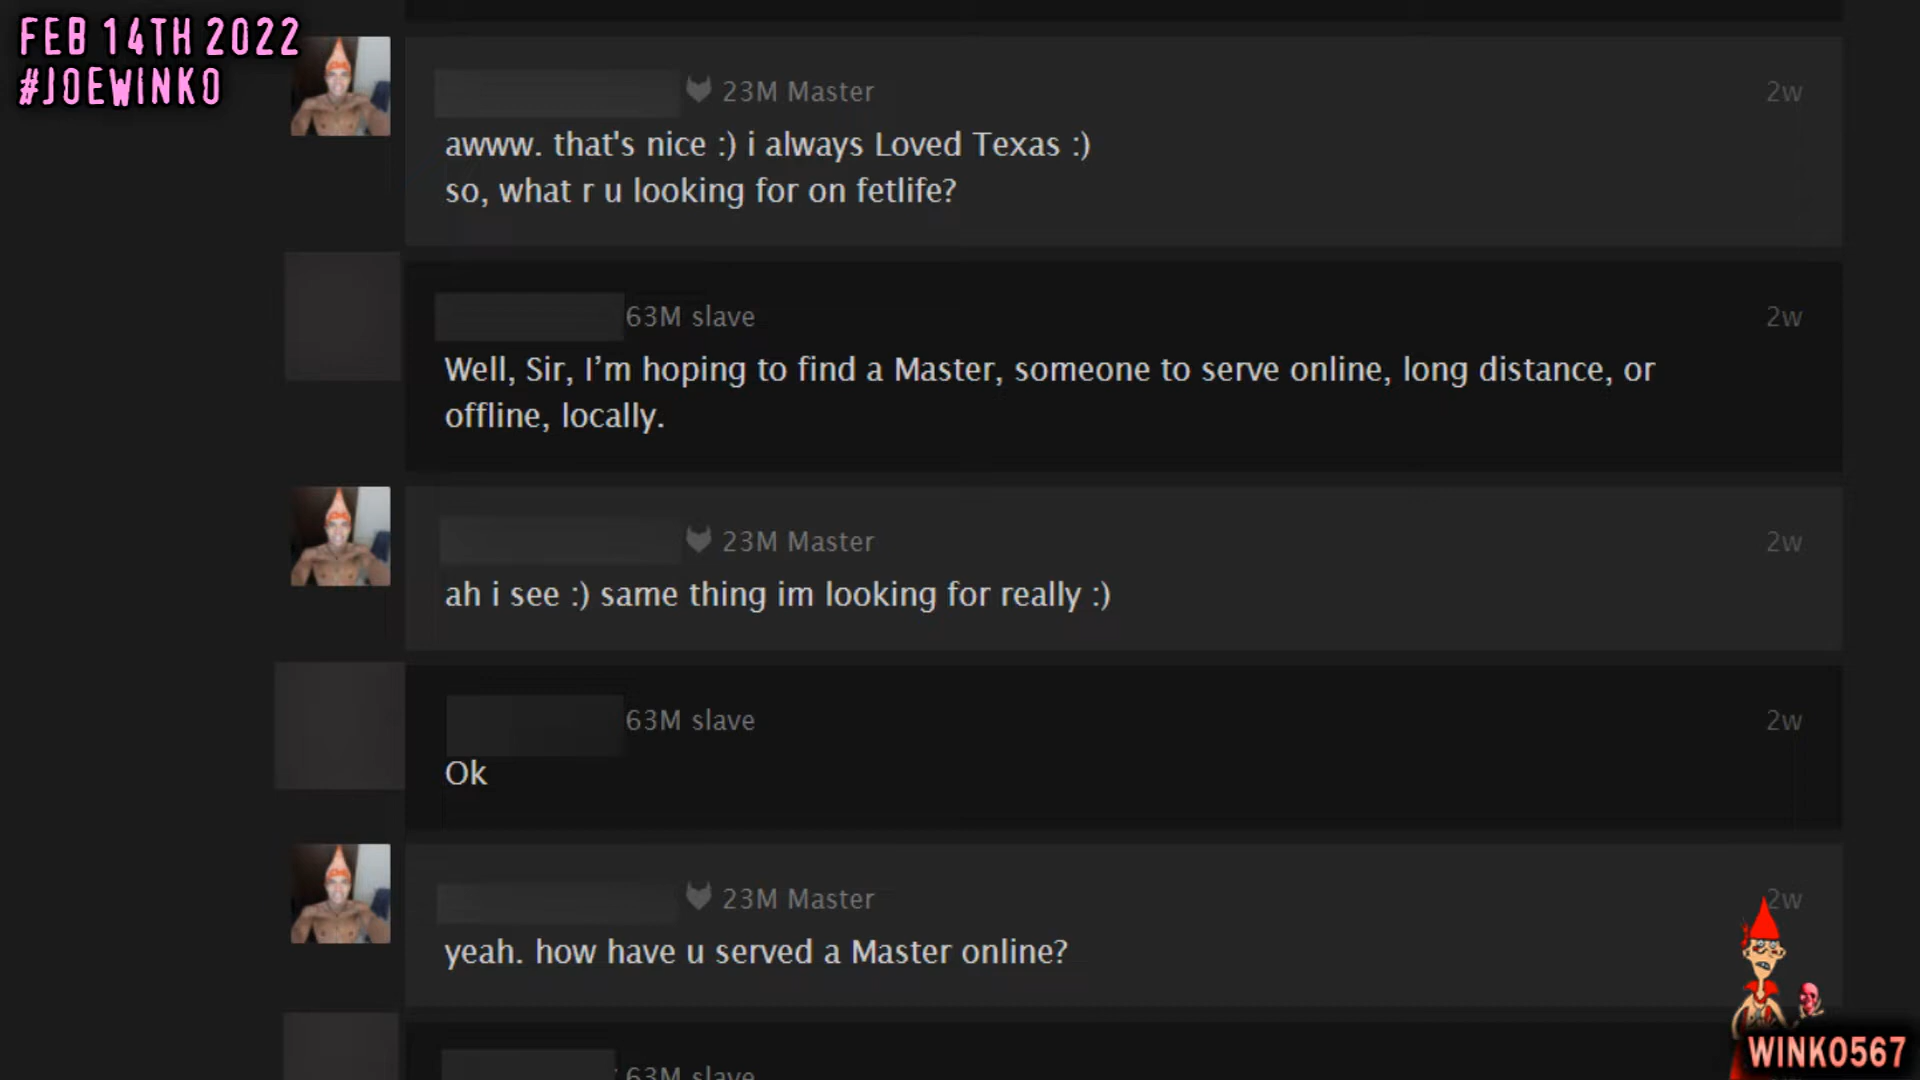 FEB 14TH 2022
#JOEWINKO
23M Master 2w
awww. that's nice :) i always Loved Texas :)
so, what r u looking for on fetlife?
63M slave 2w
Well, Sir, I’m hoping to find a Master, someone to serve online, long distance, or
offline, locally.
23M Master 2w
ah i see :) same thing im looking for really :)
63M slave 2w
Ok
23M Master 2w
yeah. how have u served a Master online?
63M slave
WINKO567